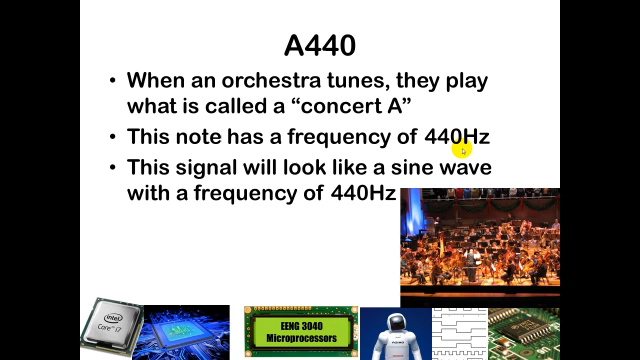 A440
• When an orchestra tunes, they play
what is called a “concert A”
• This note has a frequency of 440Hz
• This signal will look like a sine wave
with a frequency of 440Hz
intel
Core™ i7
EENG 3040
Microprocessors